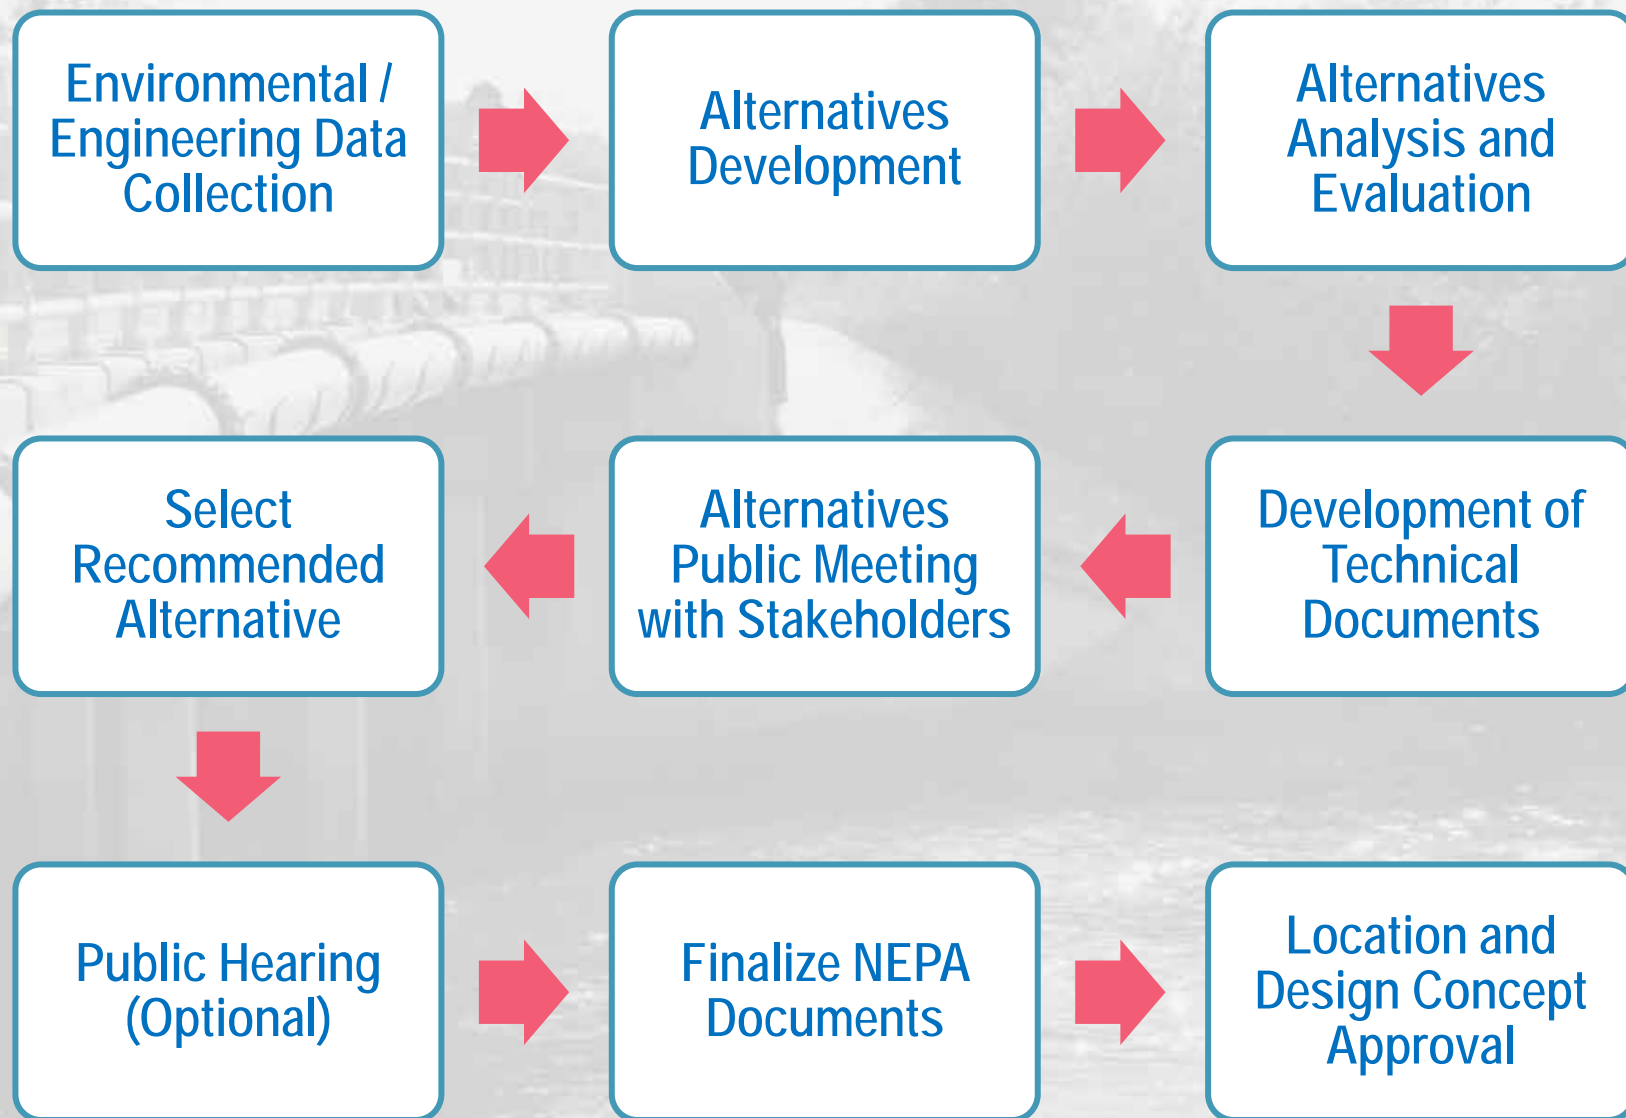 Environmental /
Engineering Data
Collection
Alternatives
Development
Alternatives
Analysis and
Evaluation
Development of
Technical
Documents
Alternatives
Public Meeting
with Stakeholders
Select
Recommended
Alternative
Public Hearing
(Optional)
Finalize NEPA
Documents
Location and
Design Concept
Approval